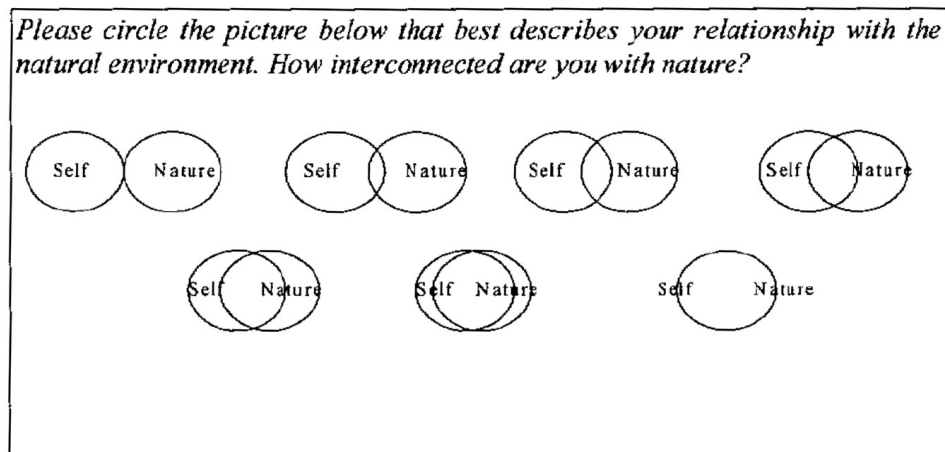 Please circle the picture below that best describes your relationship with the
natural environment. How interconnected are you with nature?
Self Nature Self Nature Self Nature Self Nature
Self Nature Self Nature Self Nature